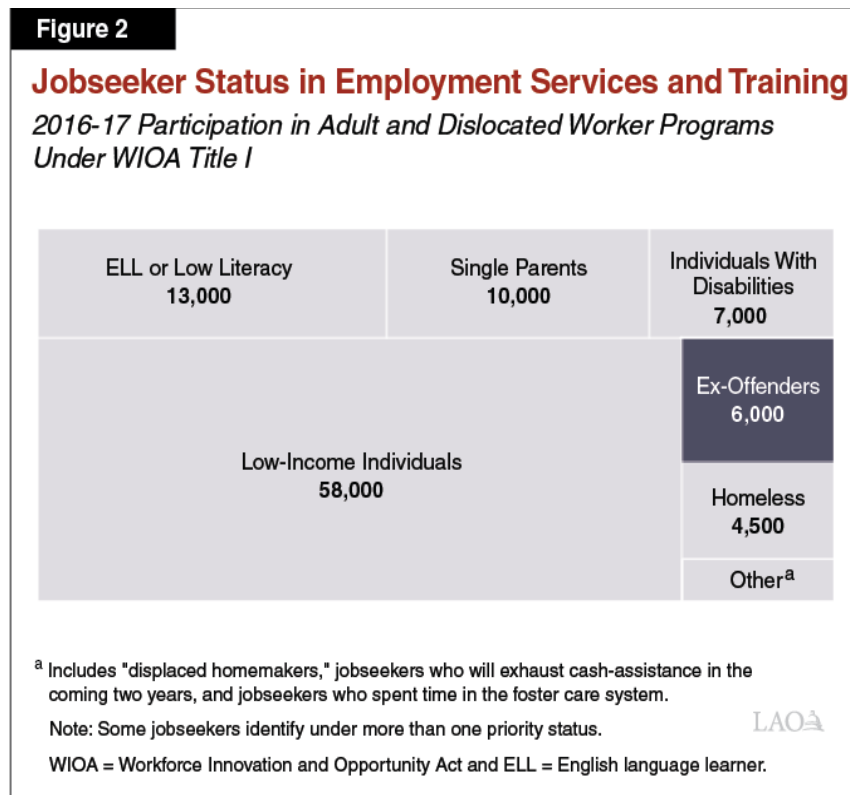 Figure 2
Jobseeker Status in Employment Services and Training
2016-17 Participation in Adult and Dislocated Worker Programs
Under WIOA Title I
ELL or Low Literacy
13,000
Single Parents
10,000
Individuals With
Disabilities
7,000
Low-Income Individuals
58,000
Ex-Offenders
6,000
Homeless
4,500
Other a
a Includes "displaced homemakers," jobseekers who will exhaust cash-assistance in the
coming two years, and jobseekers who spent time in the foster care system.
Note: Some jobseekers identify under more than one priority status.
LAO
WIOA = Workforce Innovation and Opportunity Act and ELL = English language learner.